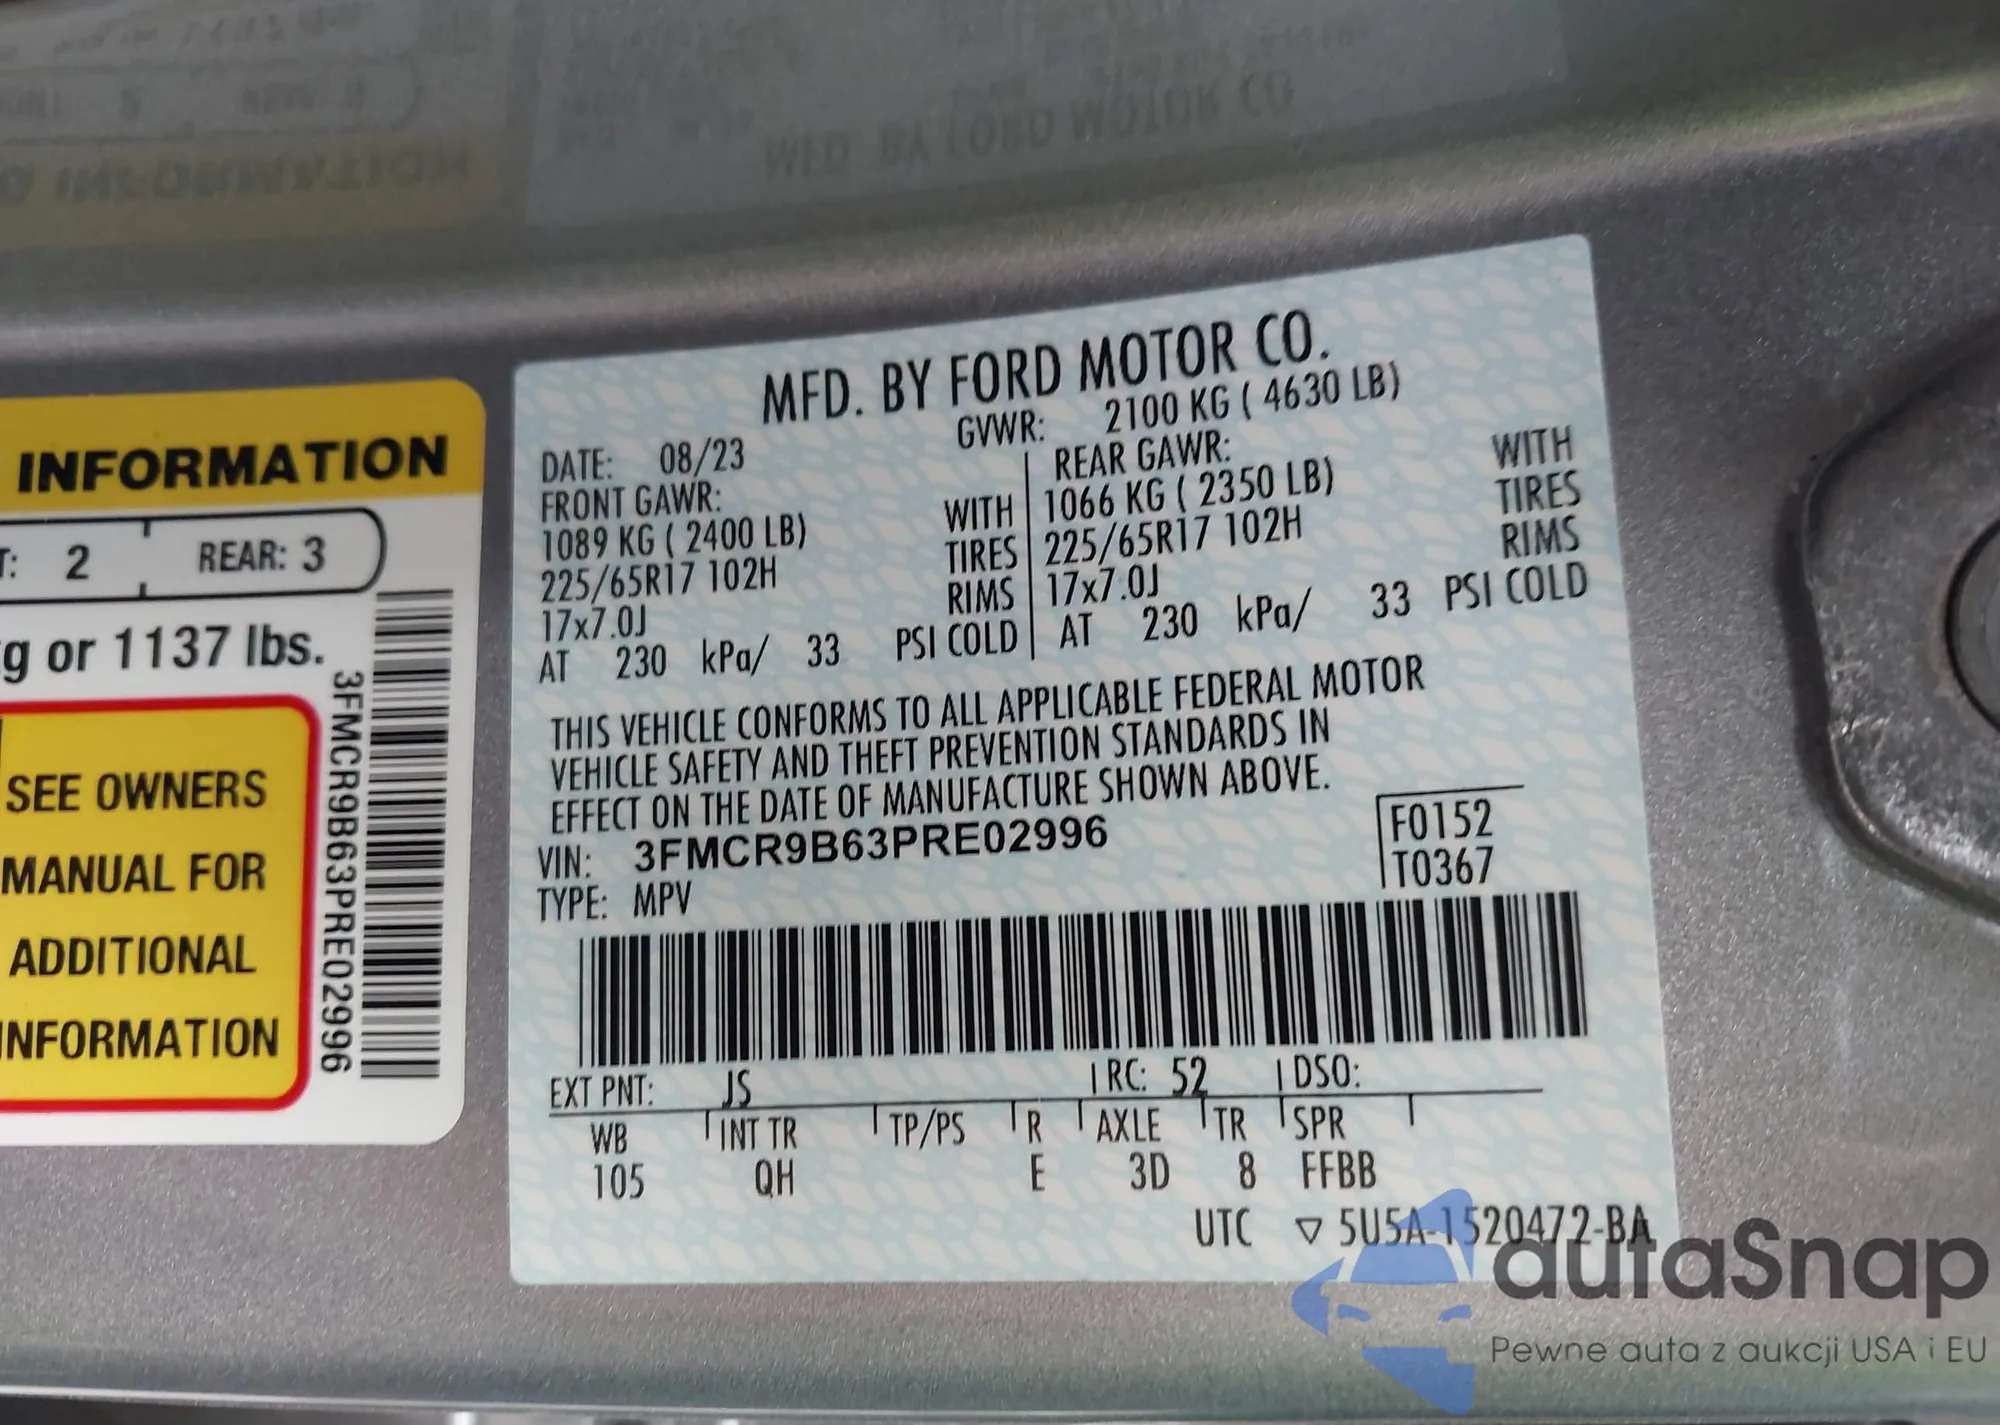 INFORMATION
T: 2 REAR: 3
g or 1137 lbs.
SEE OWNERS
MANUAL FOR
ADDITIONAL
INFORMATION
3FMCR9B63PRE02996
MFD. BY FORD MOTOR CO.
DATE: 08/23 GVWR: 2100 KG ( 4630 LB)
FRONT GAWR: REAR GAWR:
1089 KG ( 2400 LB) WITH 1066 KG ( 2350 LB) WITH
225/65R17 102H TIRES 225/65R17 102H TIRES
17x7.0J RIMS 17x7.0J RIMS
AT 230 kPa/ 33 PSI COLD AT 230 kPa/ 33 PSI COLD
THIS VEHICLE CONFORMS TO ALL APPLICABLE FEDERAL MOTOR
VEHICLE SAFETY AND THEFT PREVENTION STANDARDS IN
EFFECT ON THE DATE OF MANUFACTURE SHOWN ABOVE.
VIN: 3FMCR9B63PRE02996 F0152
TYPE: MPV T0367
EXT PNT: JS RC: 52 DSO:
WB INT TR TP/PS R AXLE TR SPR
105 QH E 3D 8 FFBB
UTC ▽ 5U5A-1520472-BA
autaSnap
Pewne auta z aukcji USA i EU